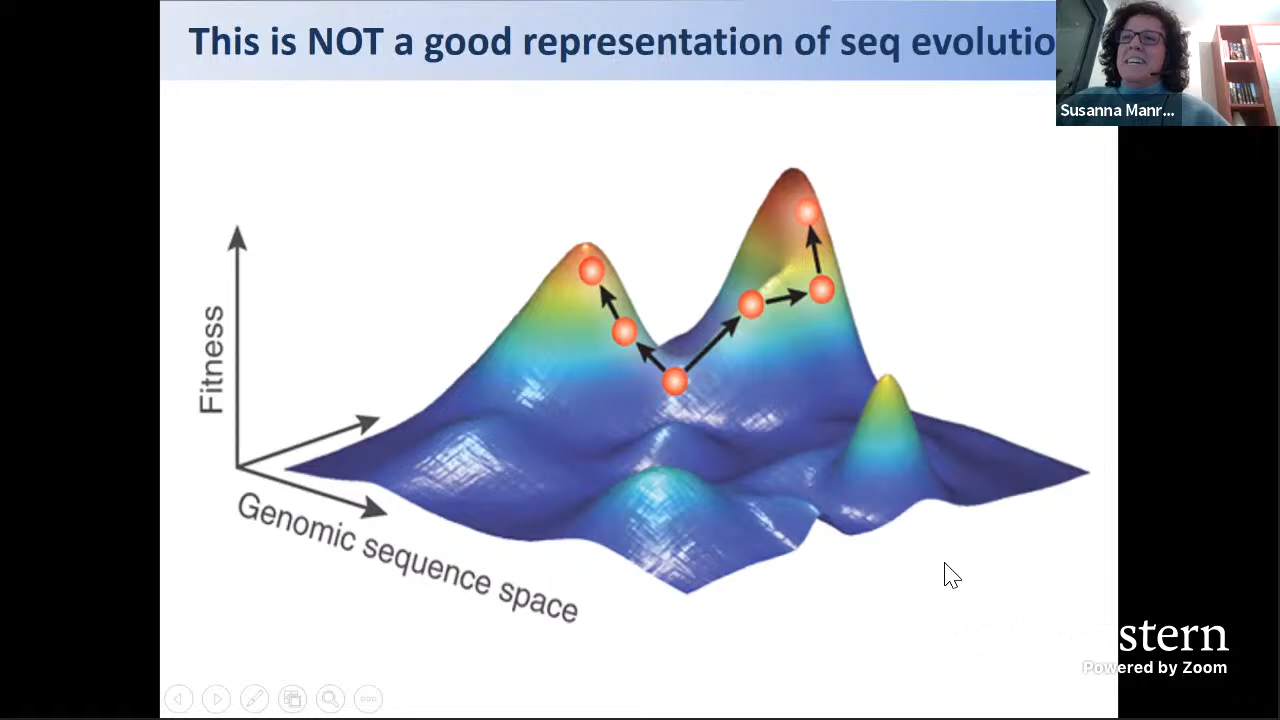 This is NOT a good representation of seq evolutio
Susanna Manr...
Fitness
Genomic sequence space
stern
Powered by Zoom